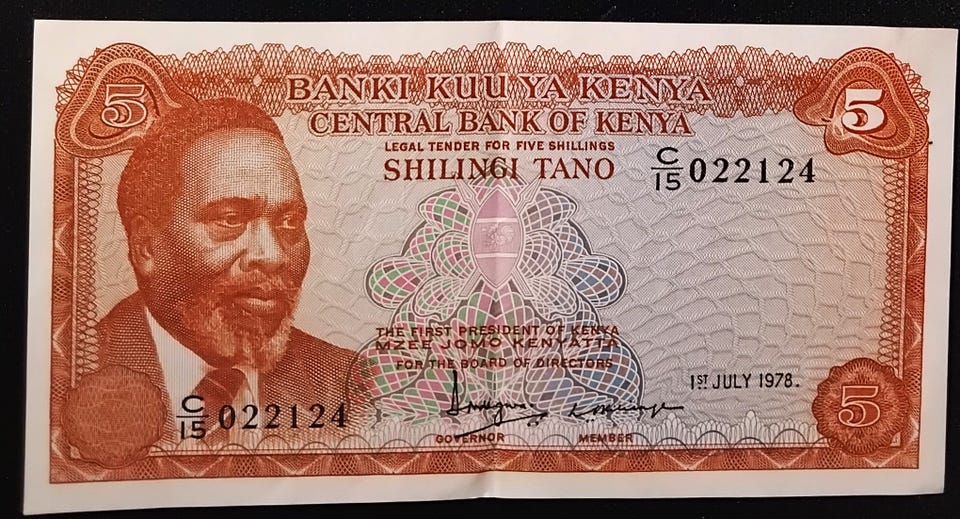 5
5
BANKI KUU YA KENYA
CENTRAL BANK OF KENYA
LEGAL TENDER FOR FIVE SHILLINGS
SHILINGI TANO
C/15 022124
THE FIRST PRESIDENT OF KENYA
MZEE JOMO KENYATTA
FOR THE BOARD OF DIRECTORS
1ST JULY 1978.
C/15 022124
GOVERNOR MEMBER
5